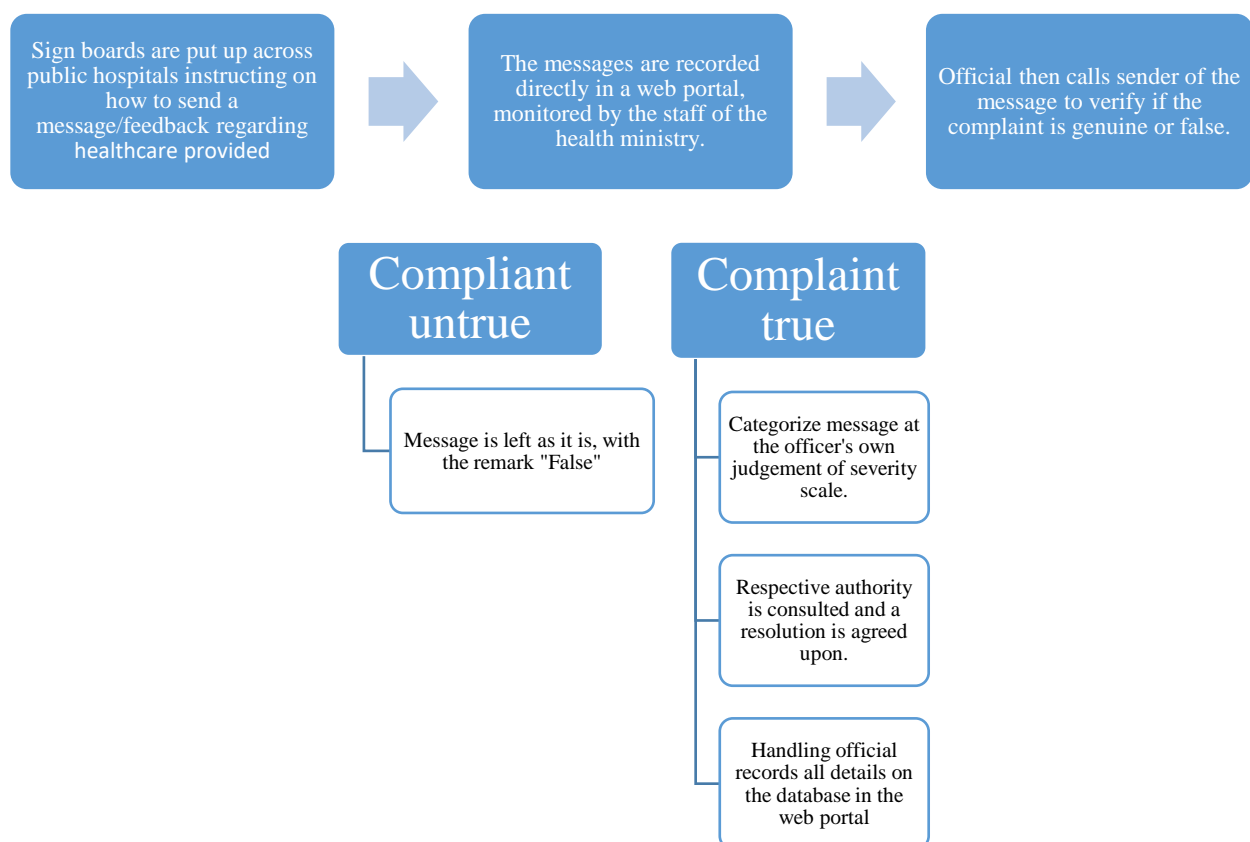 Sign boards are put up across
public hospitals instructing on
how to send a
message/feedback regarding
healthcare provided
The messages are recorded
directly in a web portal,
monitored by the staff of the
health ministry.
Official then calls sender of the
message to verify if the
complaint is genuine or false.
Compliant
untrue
Message is left as it is, with
the remark "False"
Complaint
true
Categorize message at
the officer's own
judgement of severity
scale.
Respective authority
is consulted and a
resolution is agreed
upon.
Handling official
records all details on
the database in the
web portal